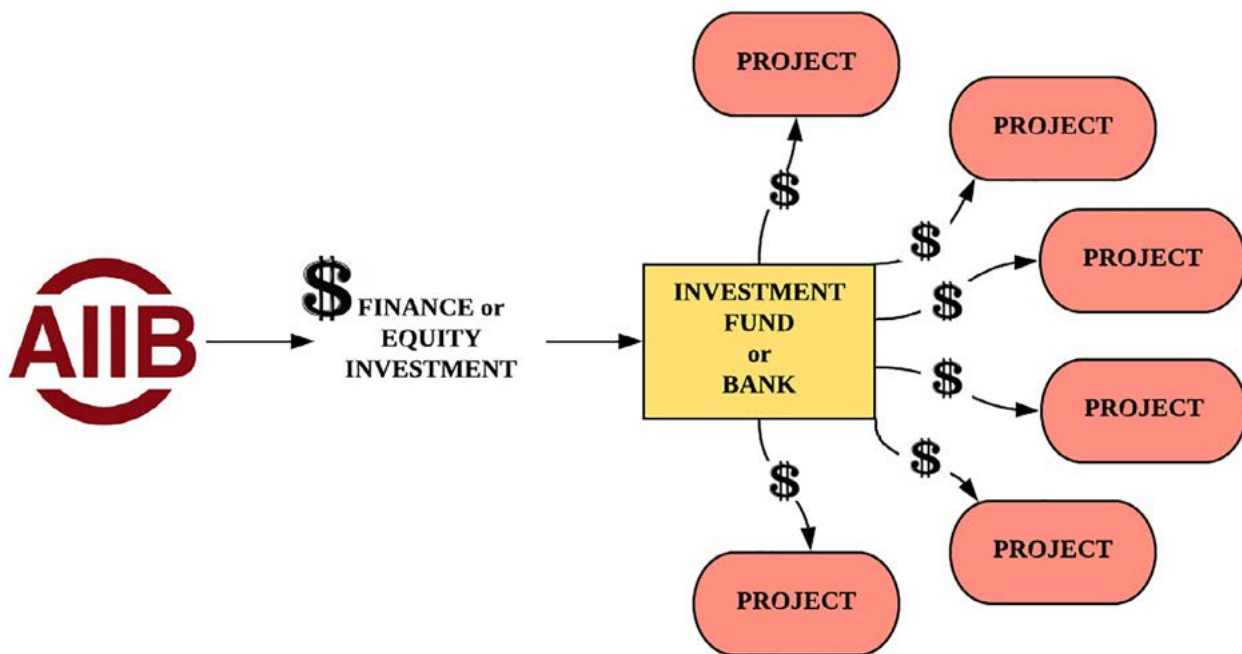 AIIB
$
FINANCE or
EQUITY
INVESTMENT
INVESTMENT
FUND
or
BANK
$
PROJECT
$
PROJECT
$
PROJECT
$
PROJECT
$
PROJECT
$
PROJECT